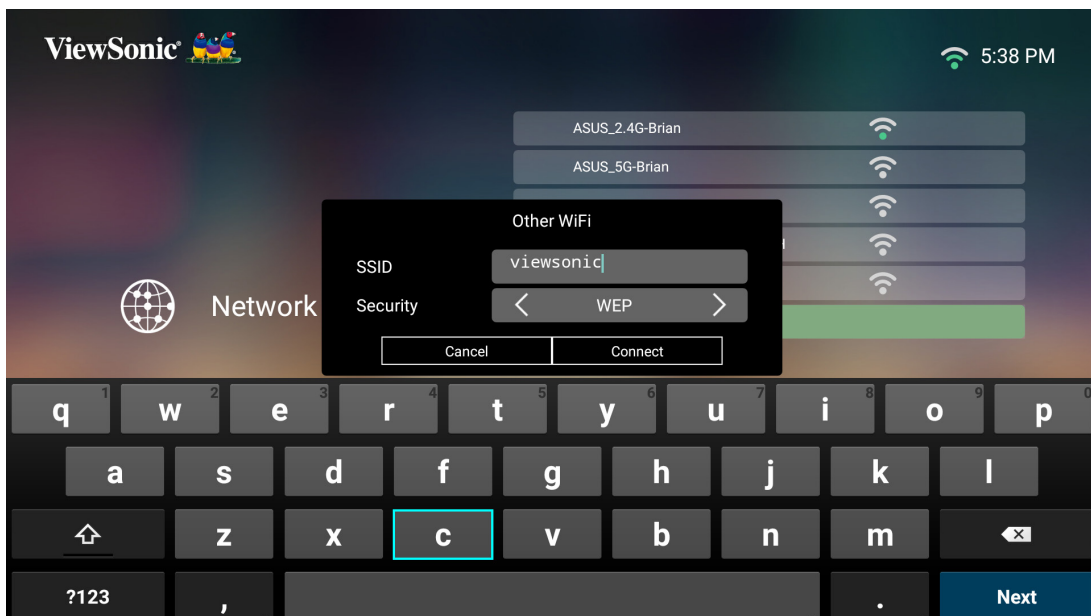 ViewSonic®
5:38 PM
ASUS_2.4G-Brian
ASUS_5G-Brian
Other WiFi
SSID viewsonic
Security WEP
Network
Cancel Connect
q 1 w 2 e 3 r 4 t 5 y 6 u 7 i 8 o 9 p 0
a s d f g h j k l
z x c v b n m
?123 , . Next